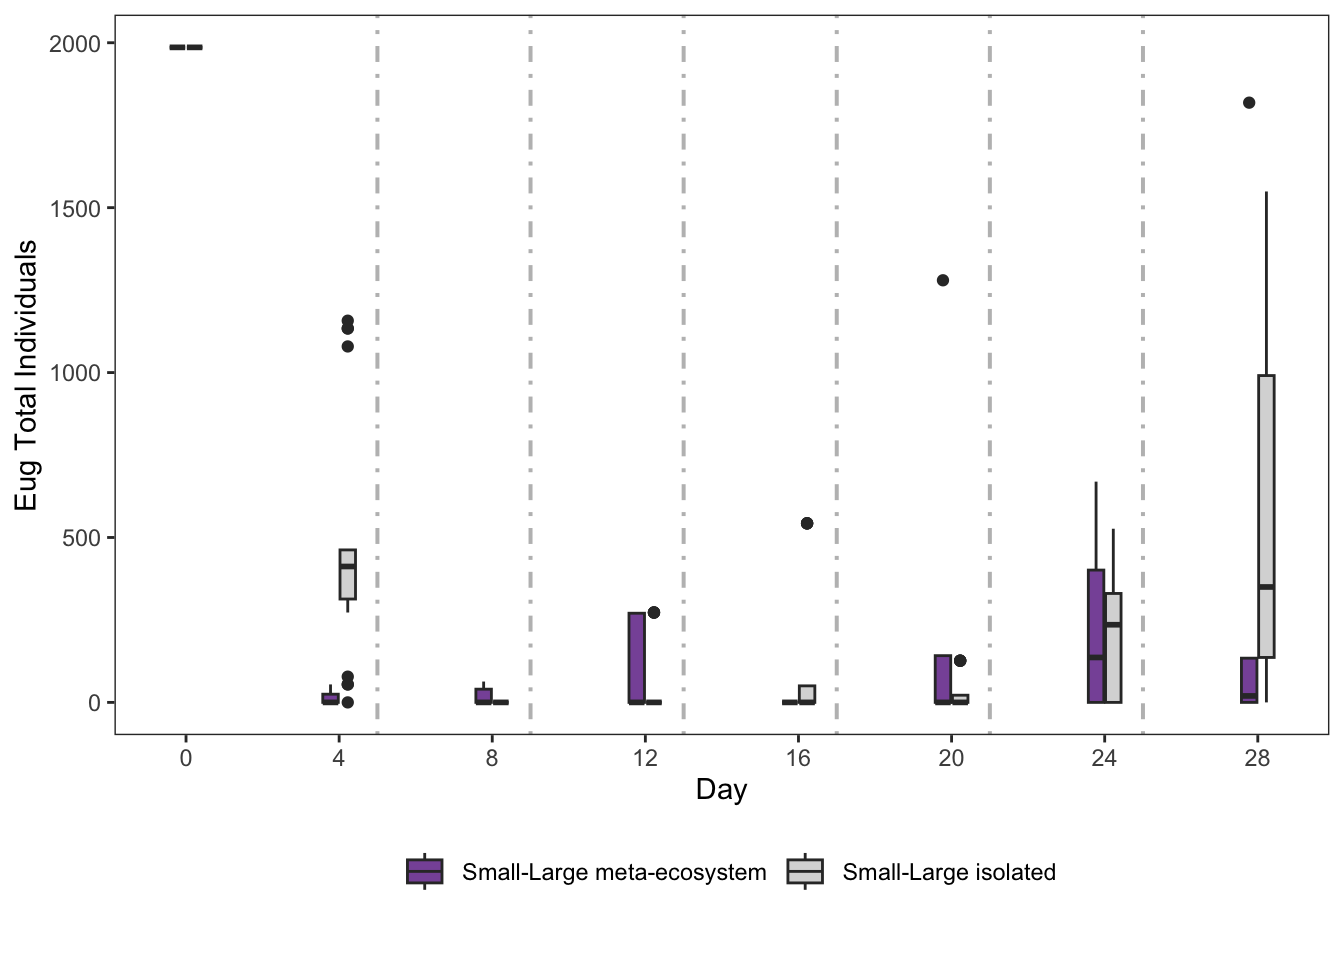 2000
1500
1000
500
0
Eug Total Individuals
0 4 8 12 16 20 24 28
Day
Small-Large meta-ecosystem Small-Large isolated